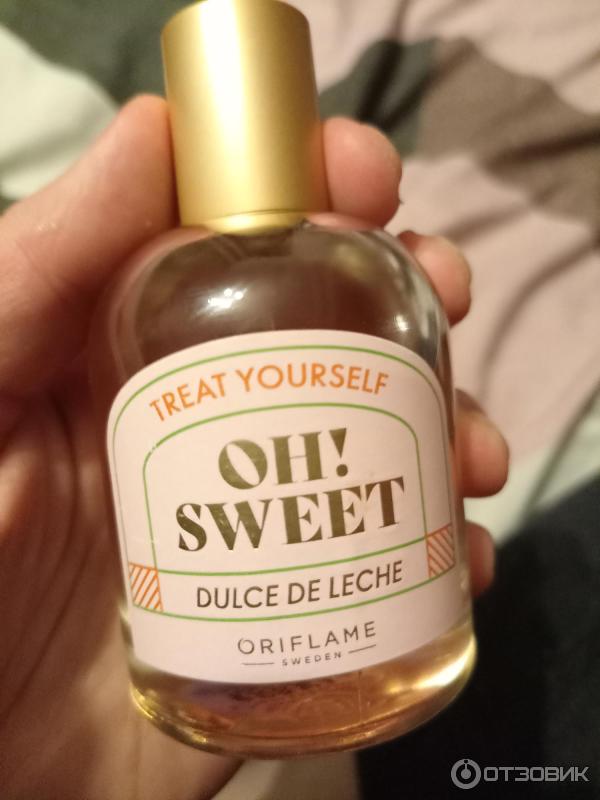 TREAT YOURSELF
OH!
SWEET
DULCE DE LECHE
ORIFLAME
SWEDEN
ОТЗОВИК